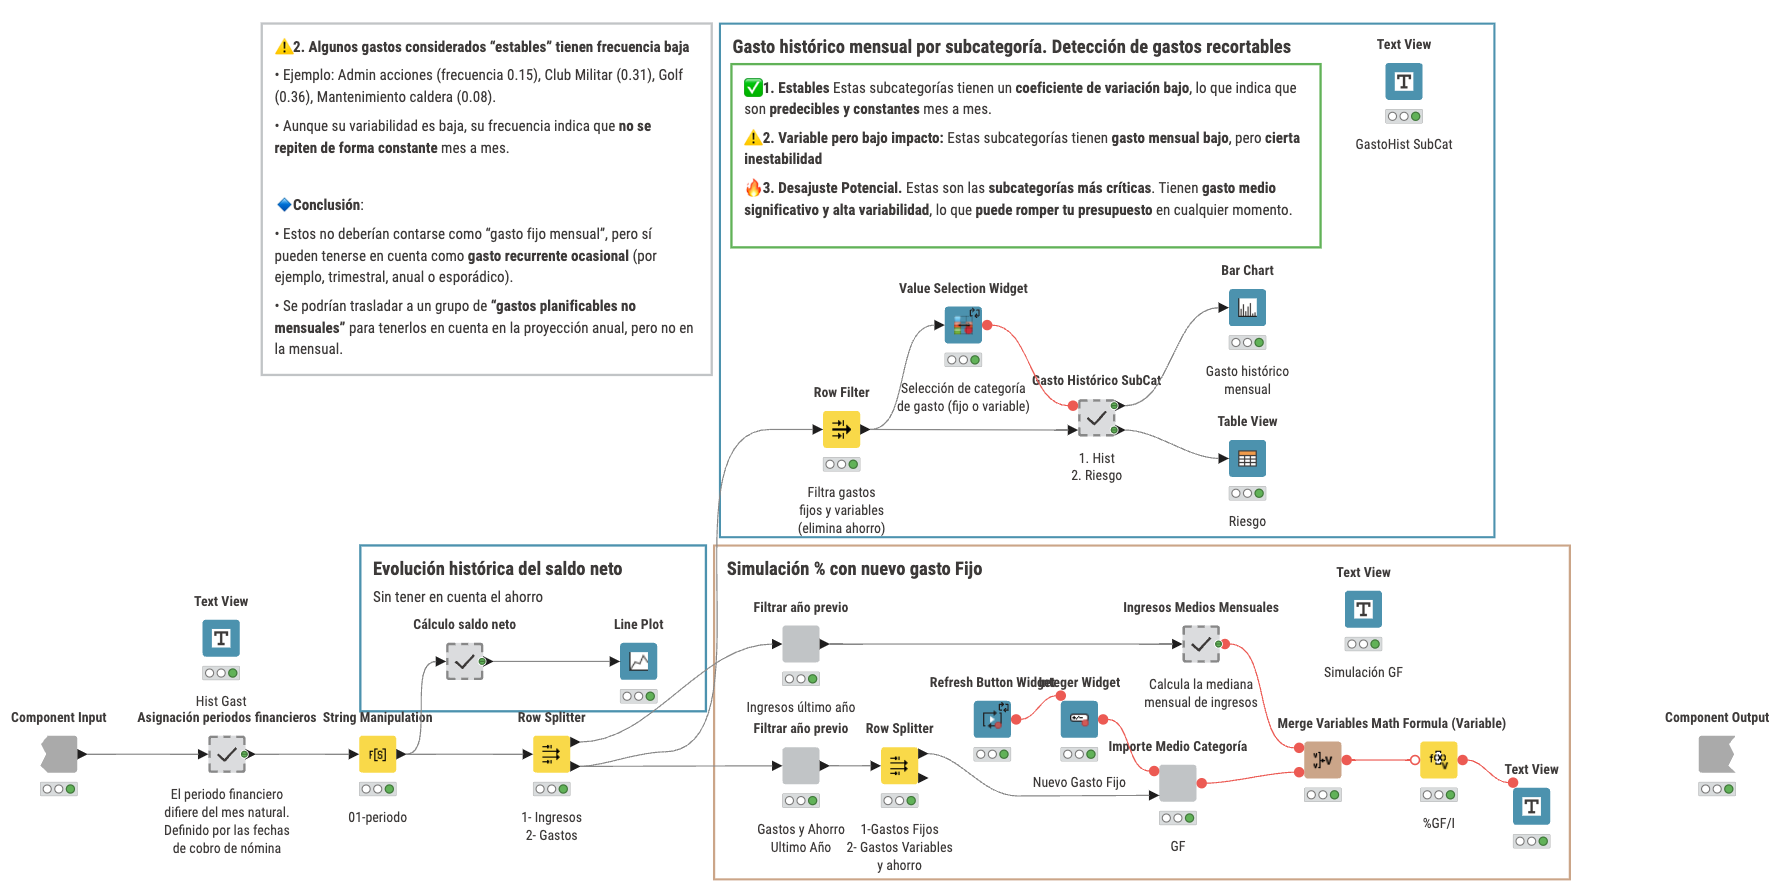 ⚠️2. Algunos gastos considerados “estables” tienen frecuencia baja
• Ejemplo: Admin acciones (frecuencia 0.15), Club Militar (0.31), Golf
(0.36), Mantenimiento caldera (0.08).
• Aunque su variabilidad es baja, su frecuencia indica que no se
repiten de forma constante mes a mes.
🔹Conclusión:
• Estos no deberían contarse como “gasto fijo mensual”, pero sí
pueden tenerse en cuenta como gasto recurrente ocasional (por
ejemplo, trimestral, anual o esporádico).
• Se podrían trasladar a un grupo de “gastos planificables no
mensuales” para tenerlos en cuenta en la proyección anual, pero no en
la mensual.
Gasto histórico mensual por subcategoría. Detección de gastos recortables
✅1. Estables Estas subcategorías tienen un coeficiente de variación bajo, lo que indica que
son predecibles y constantes mes a mes.
⚠️2. Variable pero bajo impacto: Estas subcategorías tienen gasto mensual bajo, pero cierta
inestabilidad
🔥3. Desajuste Potencial. Estas son las subcategorías más críticas. Tienen gasto medio
significativo y alta variabilidad, lo que puede romper tu presupuesto en cualquier momento.
Text View
T
GastoHist SubCat
Value Selection Widget
Selección de categoría
de gasto (fijo o variable)
Row Filter
Filtra gastos
fijos y variables
(elimina ahorro)
Gasto Histórico SubCat
1. Hist
2. Riesgo
Bar Chart
Gasto histórico
mensual
Table View
Riesgo
Evolución histórica del saldo neto
Sin tener en cuenta el ahorro
Cálculo saldo neto
Line Plot
Text View
T
Hist Gast
Component Input
Asignación periodos financieros
El periodo financiero
difiere del mes natural.
Definido por las fechas
de cobro de nómina
String Manipulation
f[s]
01-periodo
Row Splitter
1- Ingresos
2- Gastos
Simulación % con nuevo gasto Fijo
Filtrar año previo
Ingresos último año
Filtrar año previo
Gastos y Ahorro
Ultimo Año
Row Splitter
1-Gastos Fijos
2- Gastos Variables
y ahorro
Refresh Button Widget
Integer Widget
Nuevo Gasto Fijo
Ingresos Medios Mensuales
Calcula la mediana
mensual de ingresos
Importe Medio Categoría
GF
Text View
T
Simulación GF
Merge Variables
Math Formula (Variable)
%GF/I
Text View
T
Component Output